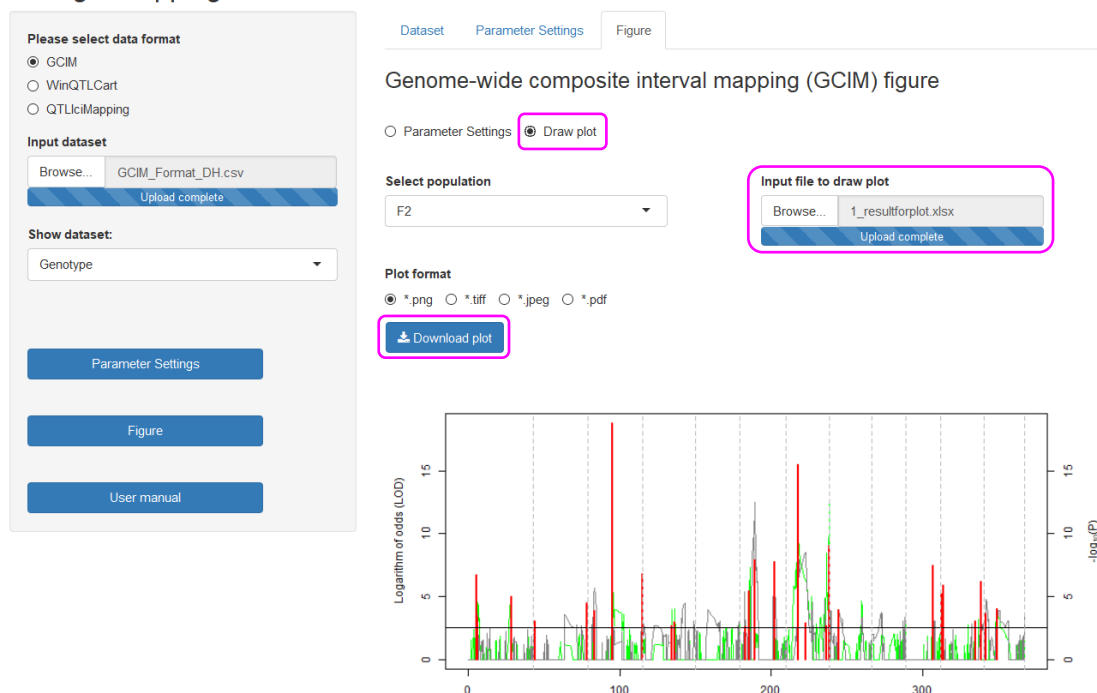 Please select data format
GCIM
WinQTLCart
QTLIciMapping
Input dataset
Browse... GCIM_Format_DH.csv
Upload complete
Show dataset:
Genotype
Parameter Settings
Figure
User manual
Dataset Parameter Settings Figure
Genome-wide composite interval mapping (GCIM) figure
Parameter Settings Draw plot
Select population
F2
Input file to draw plot
Browse... 1_resultforplot.xlsx
Upload complete
Plot format
*.png *.tiff *.jpeg *.pdf
Download plot
Logarithm of odds (LOD)
0 5 10 15
0 100 200 300
0 5 10 15
-log₁₀(P)